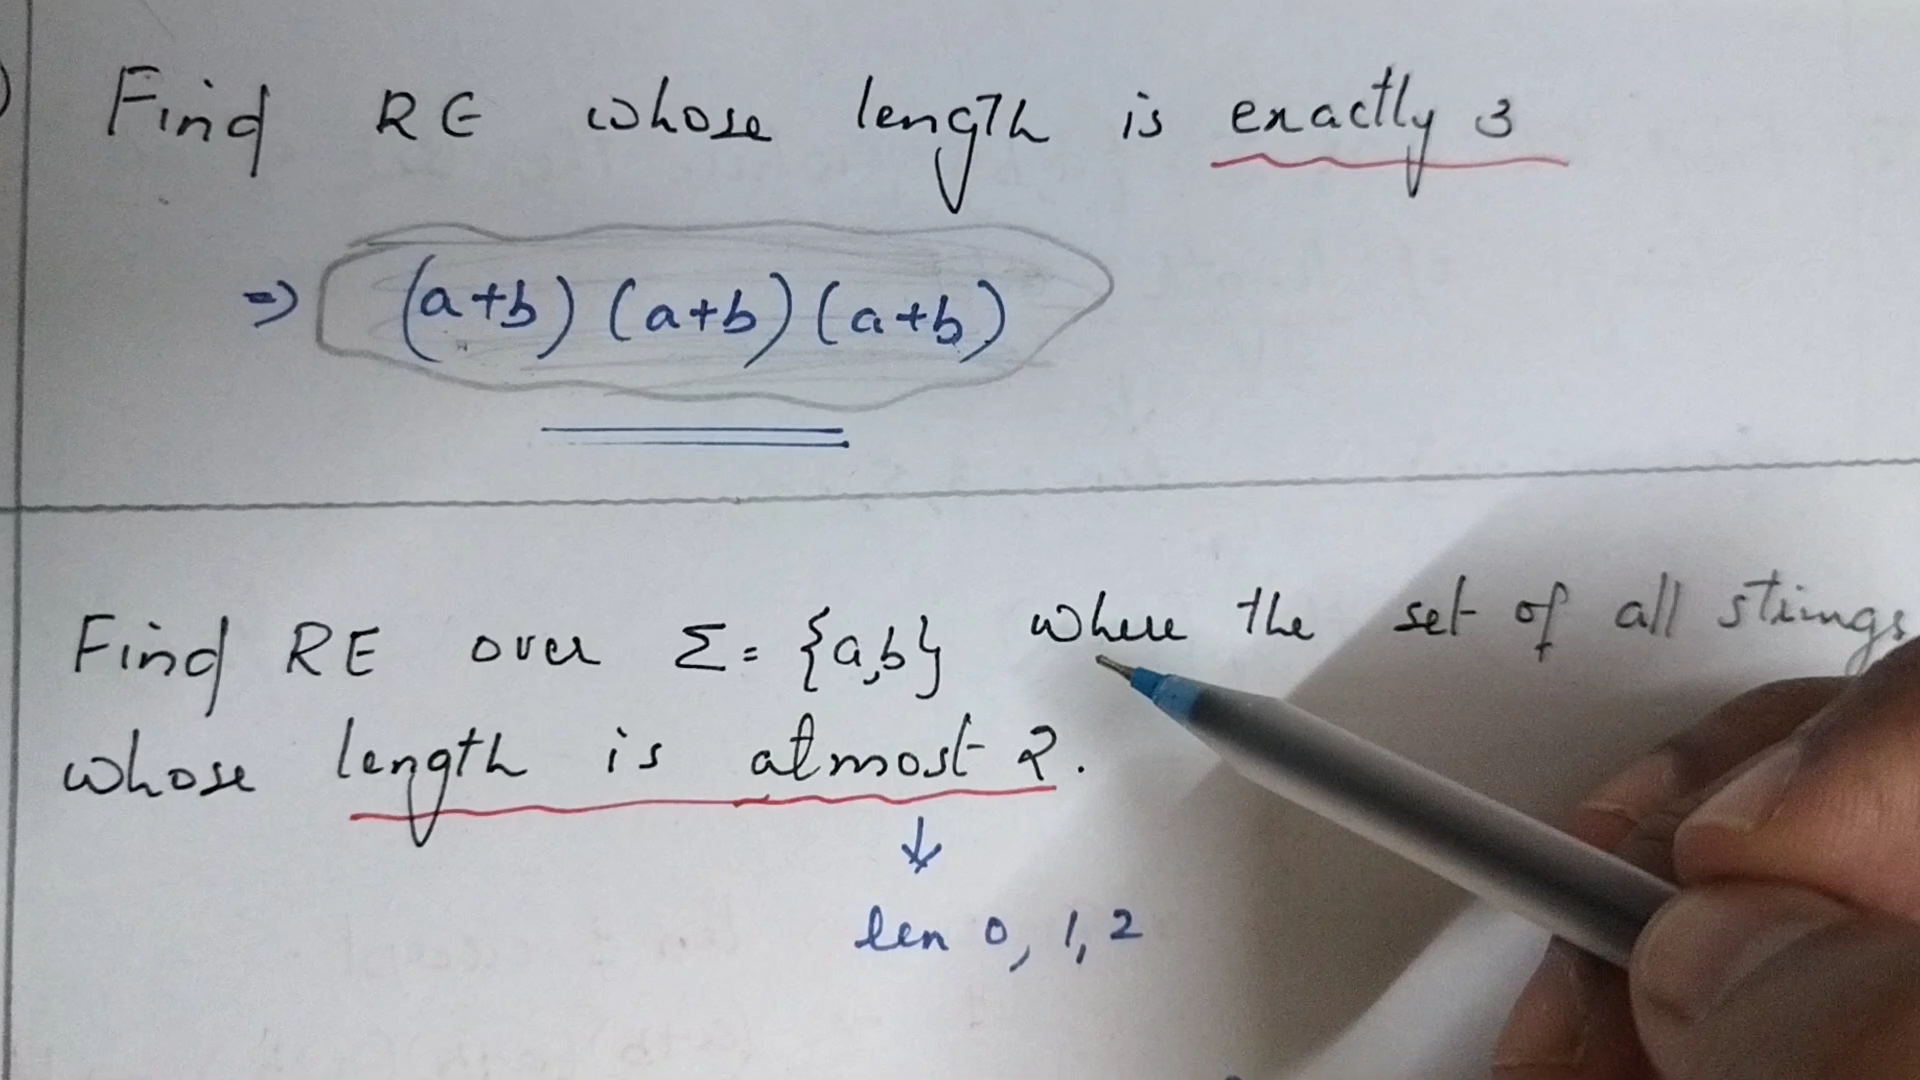 Find RE whose length is exactly 3
⇒ (a+b) (a+b) (a+b)
Find RE over Σ = {a,b} where the set of all strings
whose length is atmost 2.
↓
len 0, 1, 2